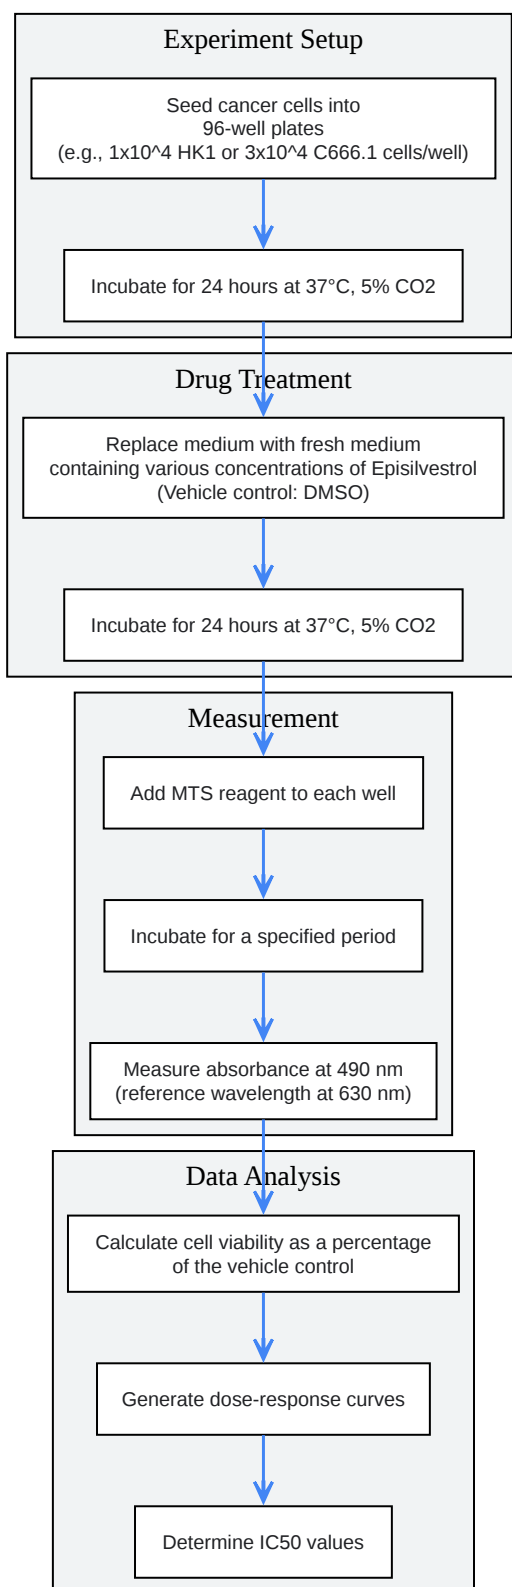 Experiment Setup
Seed cancer cells into
96-well plates
(e.g., 1x10^4 HK1 or 3x10^4 C666.1 cells/well)
Incubate for 24 hours at 37°C, 5% CO2
Drug Treatment
Replace medium with fresh medium
containing various concentrations of Episilvestrol
(Vehicle control: DMSO)
Incubate for 24 hours at 37°C, 5% CO2
Measurement
Add MTS reagent to each well
Incubate for a specified period
Measure absorbance at 490 nm
(reference wavelength at 630 nm)
Data Analysis
Calculate cell viability as a percentage
of the vehicle control
Generate dose-response curves
Determine IC50 values